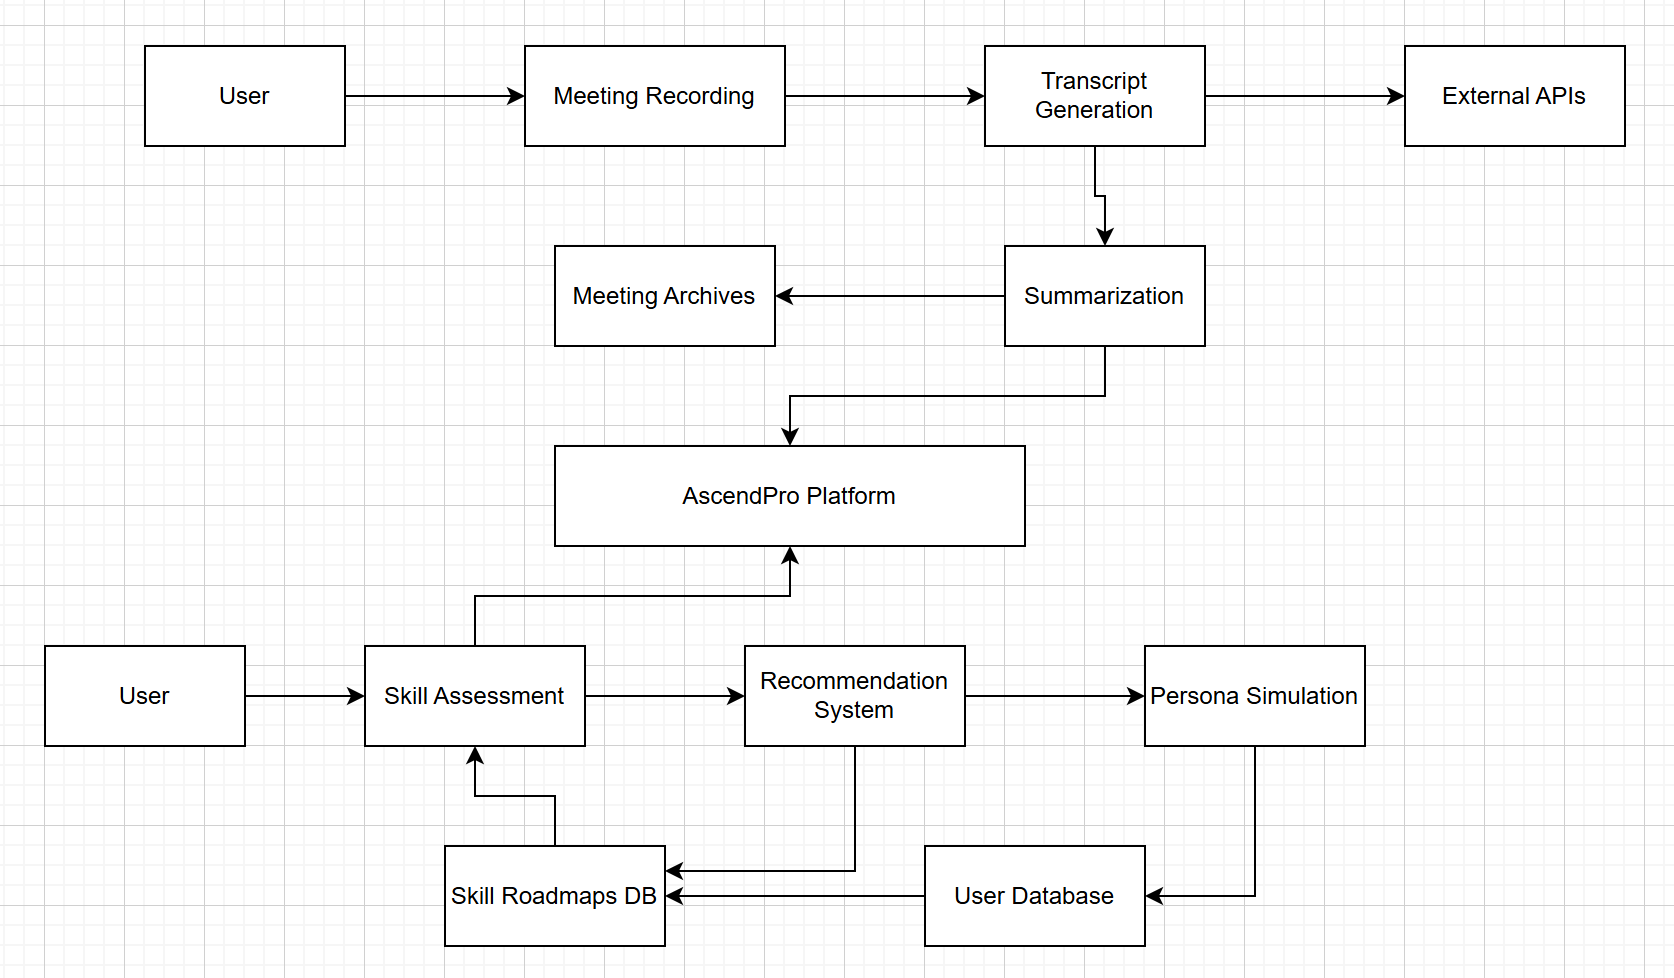 User
Meeting Recording
Transcript
Generation
External APIs
Meeting Archives
Summarization
AscendPro Platform
User
Skill Assessment
Recommendation
System
Persona Simulation
Skill Roadmaps DB
User Database